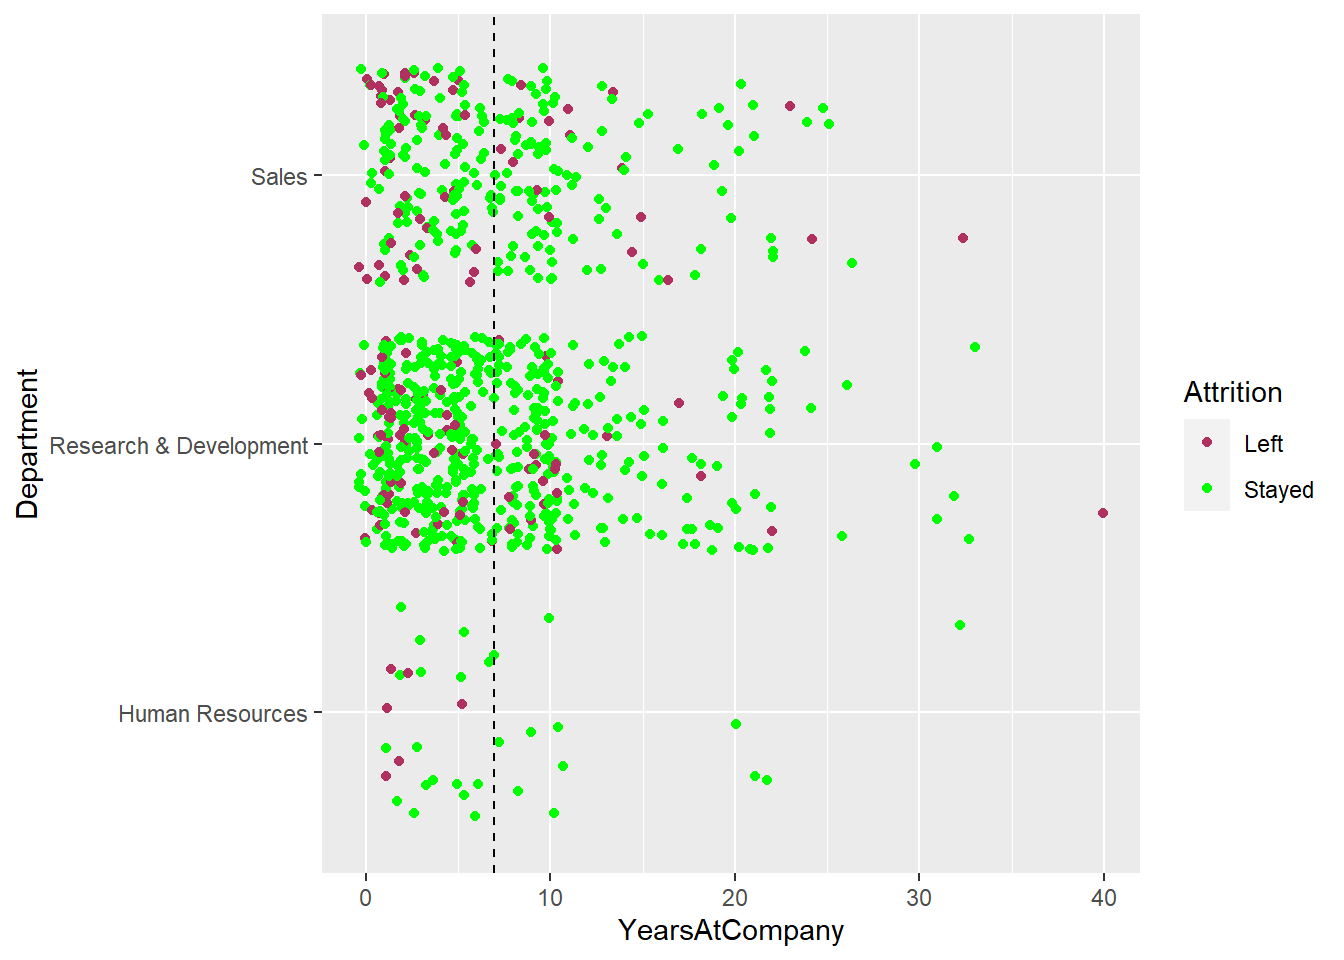 Sales
Research & Development
Human Resources
Department
0 10 20 30 40
YearsAtCompany
Attrition
Left
Stayed